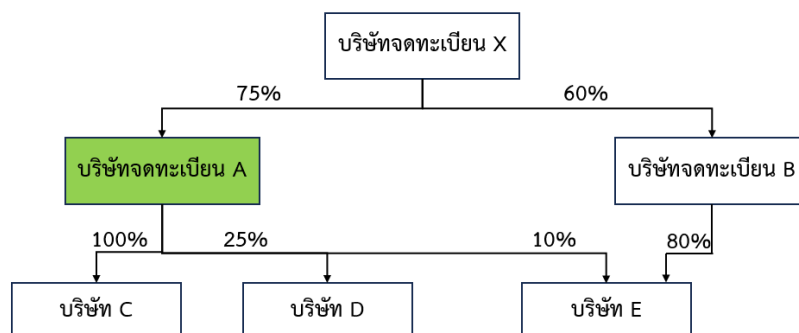 บริษัทจดทะเบียน X
75%
60%
บริษัทจดทะเบียน A
บริษัทจดทะเบียน B
100%
25%
10%
80%
บริษัท C
บริษัท D
บริษัท E